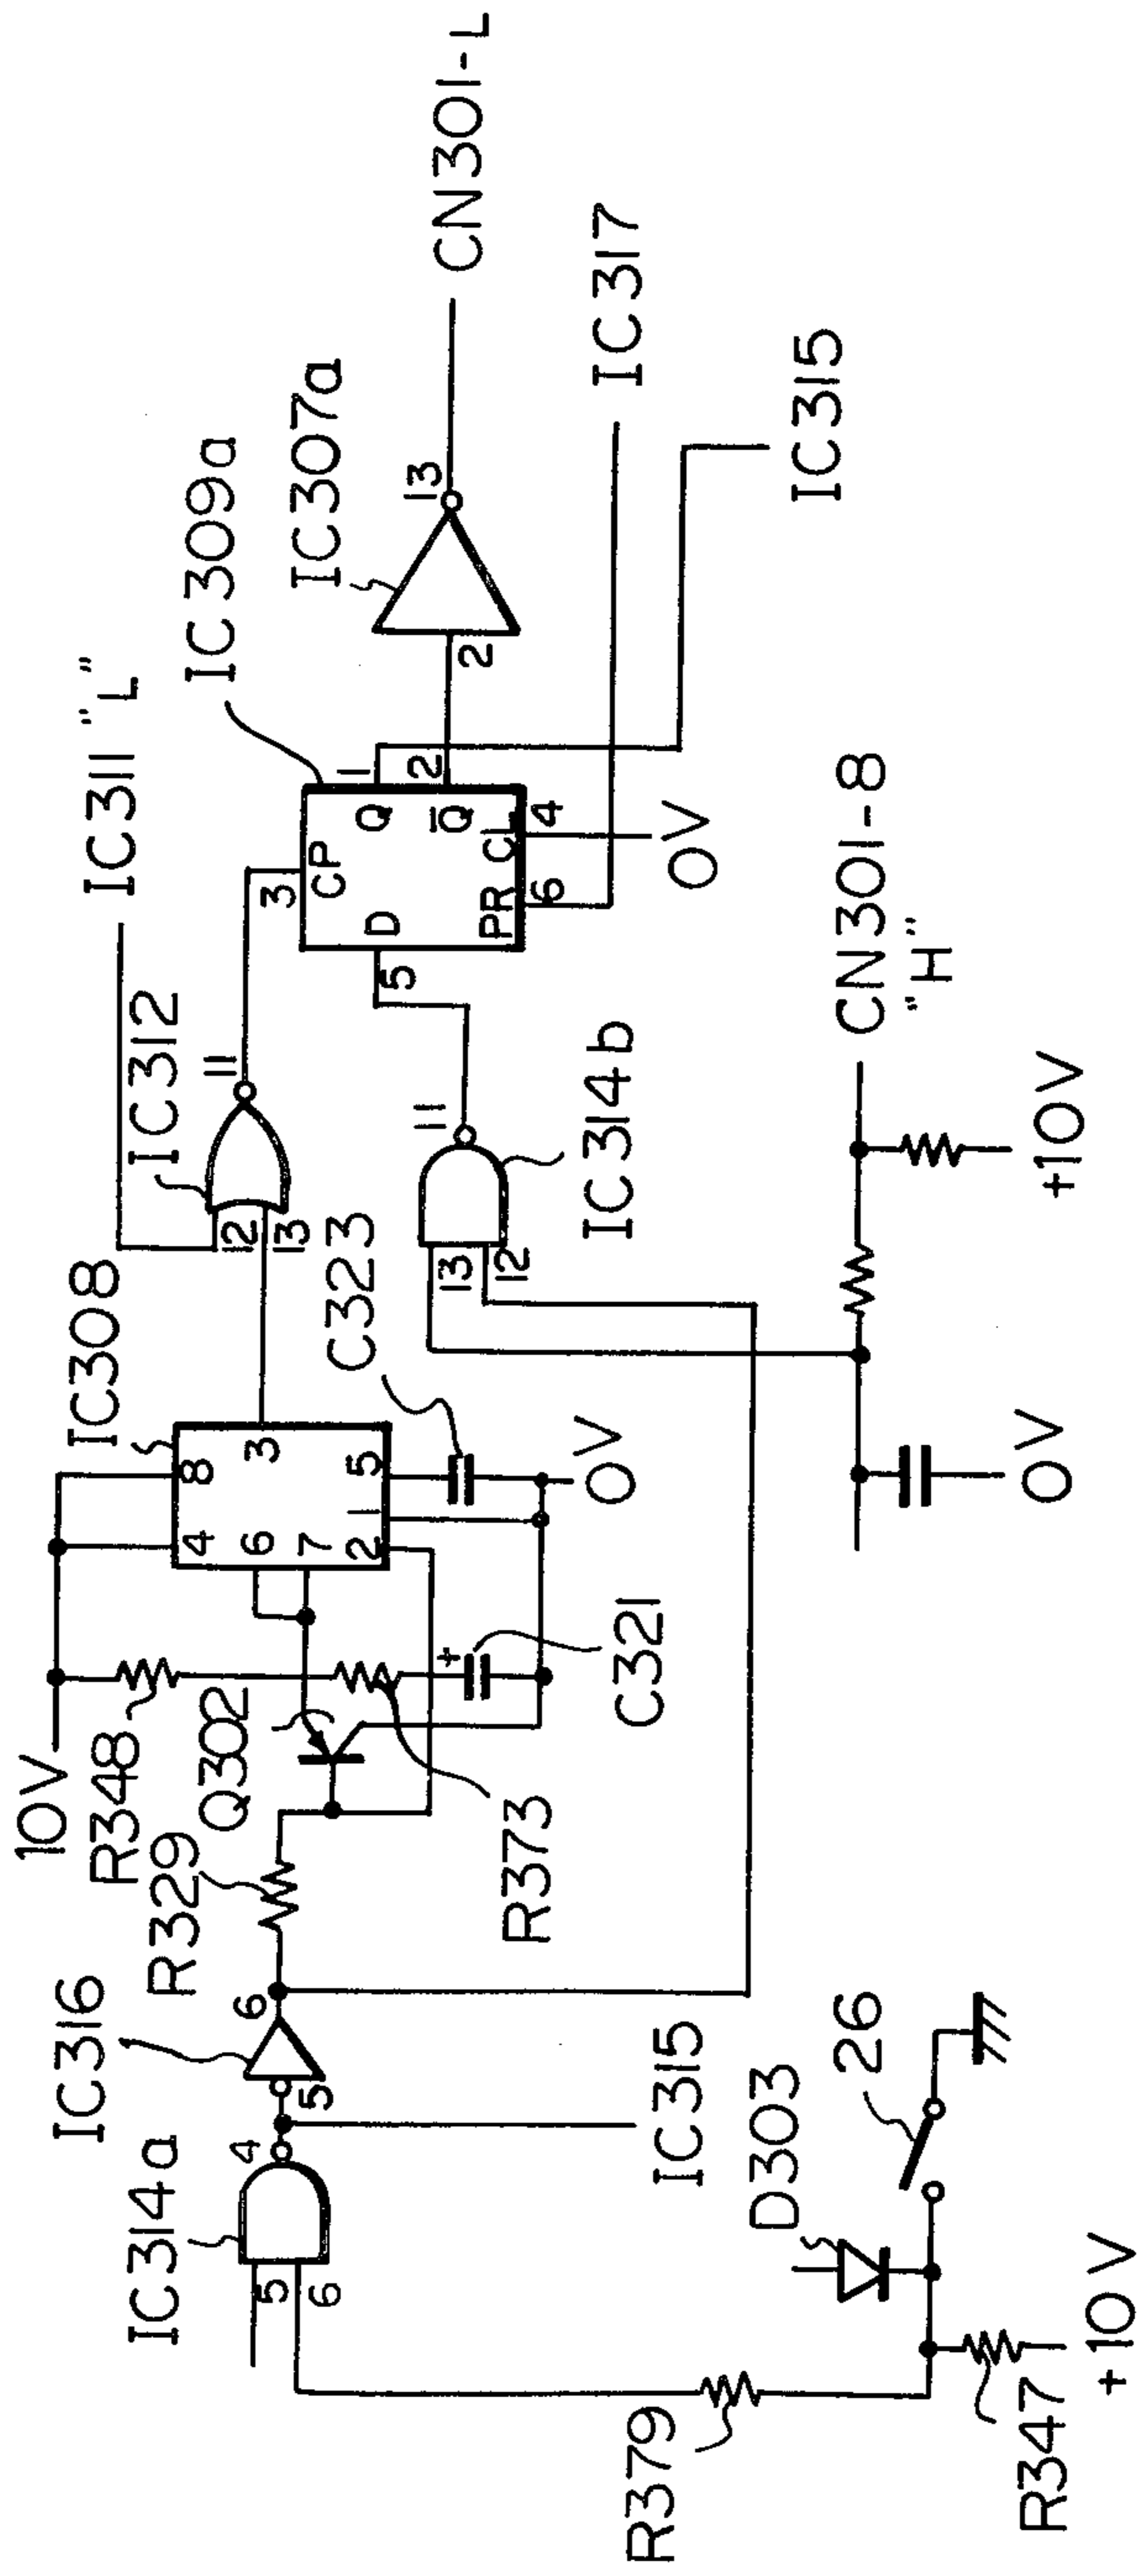 10V
R348
R329
Q302
R373
IC308
4
8
6
7
3
2
1
5
C321
C323
0V
IC316
6
5
IC314a
4
5
6
IC315
IC311 "L"
IC312
12
13
11
IC309a
3
CP
D
5
Q
1
Q̅
2
PR
6
CL
4
0V
IC307a
2
13
CN301-L
IC317
IC315
IC314b
13
12
11
CN301-8
"H"
+10V
0V
D303
26
R379
R347
+10V